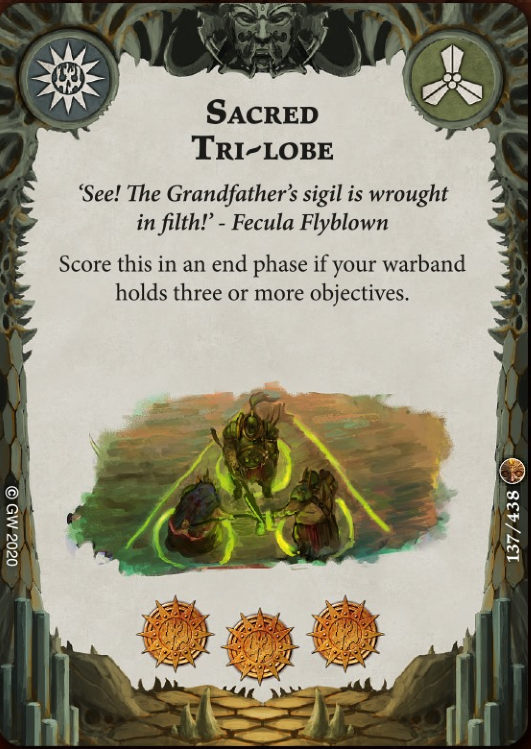 Sacred
Tri-lobe
‘See! The Grandfather’s sigil is wrought
in filth!’ - Fecula Flyblown
Score this in an end phase if your warband
holds three or more objectives.
© GW 2020
137/438